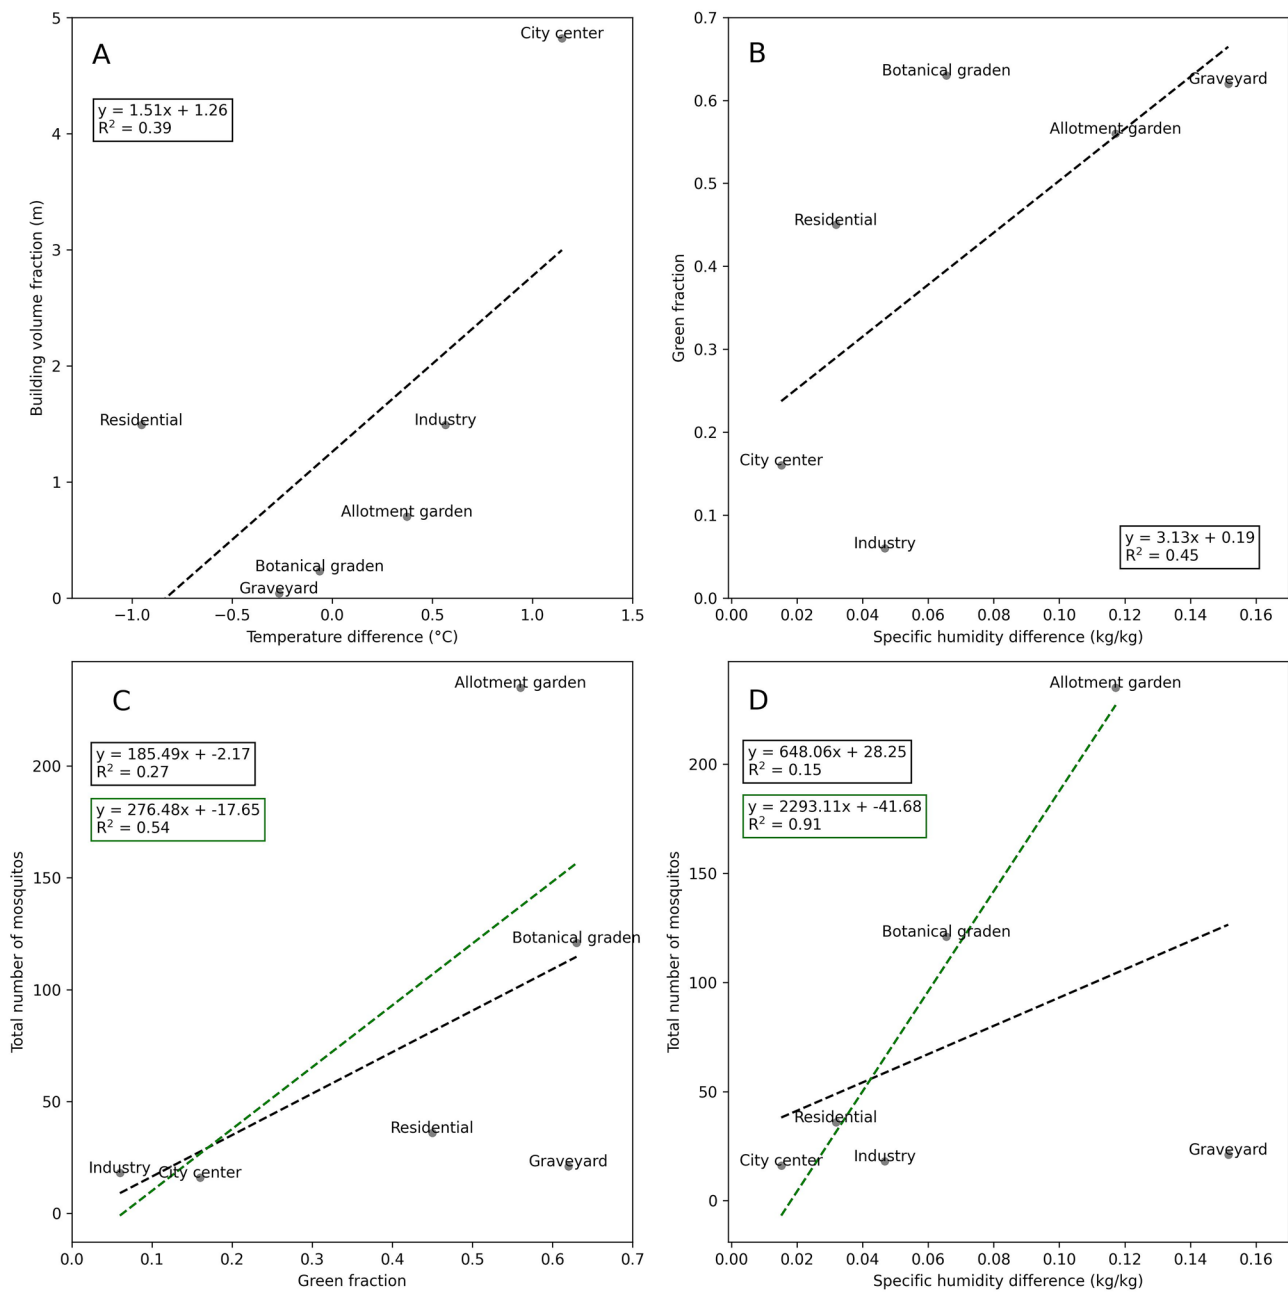 A
y = 1.51x + 1.26
R² = 0.39
City center
Residential
Industry
Allotment garden
Botanical graden
Graveyard
Building volume fraction (m)
5
4
3
2
1
0
−1.0 −0.5 0.0 0.5 1.0 1.5
Temperature difference (°C)
B
Botanical graden
Graveyard
Allotment garden
Residential
City center
Industry
y = 3.13x + 0.19
R² = 0.45
Green fraction
0.7
0.6
0.5
0.4
0.3
0.2
0.1
0.0
0.00 0.02 0.04 0.06 0.08 0.10 0.12 0.14 0.16
Specific humidity difference (kg/kg)
C
y = 185.49x + -2.17
R² = 0.27
y = 276.48x + -17.65
R² = 0.54
Allotment garden
Botanical graden
Residential
Graveyard
Industry
City center
Total number of mosquitos
200
150
100
50
0
0.0 0.1 0.2 0.3 0.4 0.5 0.6 0.7
Green fraction
D
y = 648.06x + 28.25
R² = 0.15
y = 2293.11x + -41.68
R² = 0.91
Allotment garden
Botanical graden
Residential
City center
Industry
Graveyard
Total number of mosquitos
200
150
100
50
0
0.00 0.02 0.04 0.06 0.08 0.10 0.12 0.14 0.16
Specific humidity difference (kg/kg)